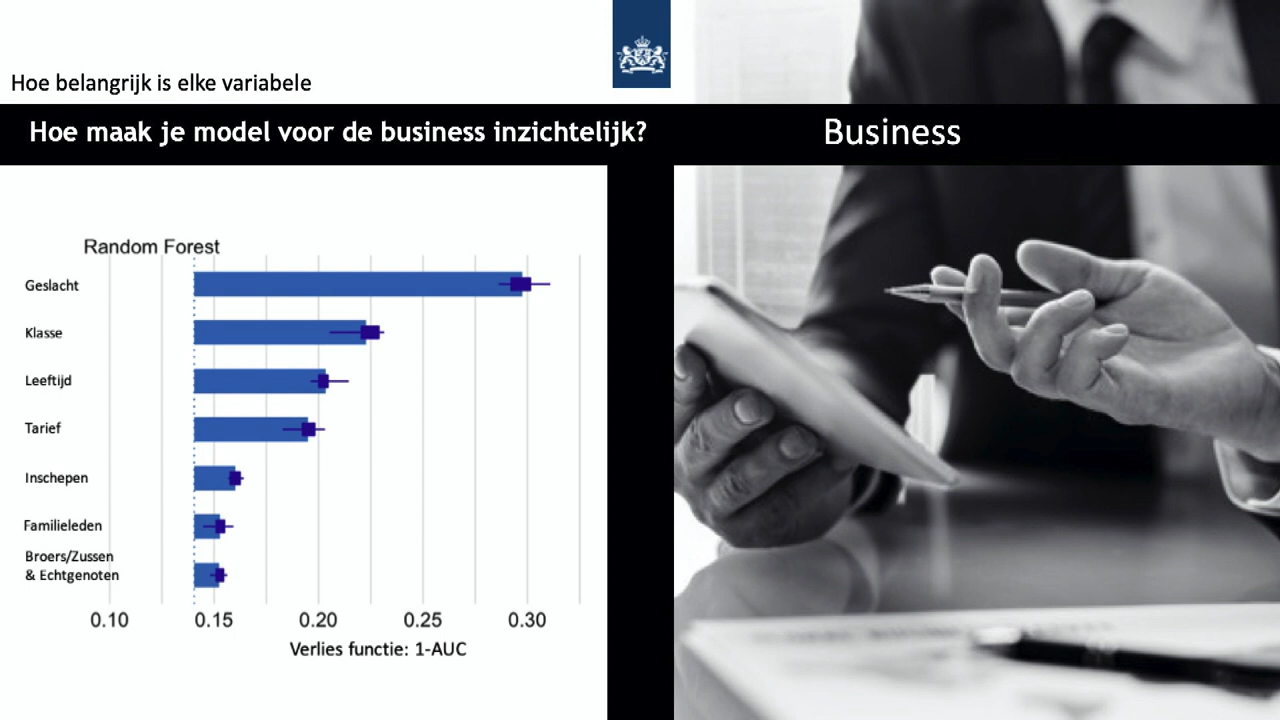 Hoe belangrijk is elke variabele
Hoe maak je model voor de business inzichtelijk?
Business
Random Forest
Geslacht
Klasse
Leeftijd
Tarief
Inschepen
Familieleden
Broers/Zussen
& Echtgenoten
0.10 0.15 0.20 0.25 0.30
Verlies functie: 1-AUC